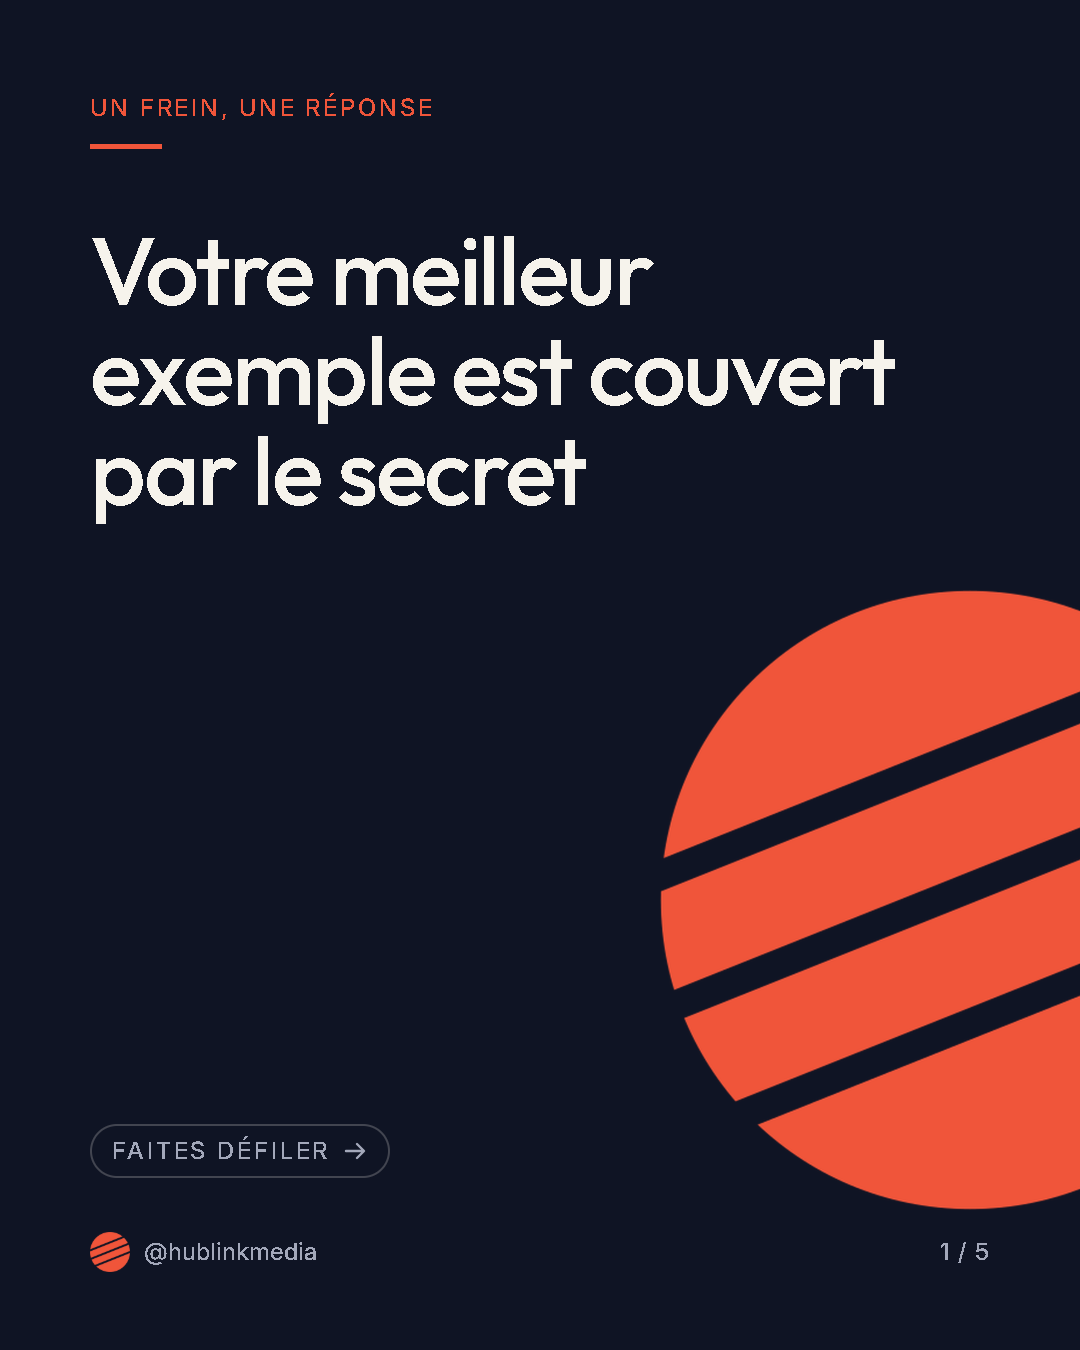 UN FREIN, UNE RÉPONSE
Votre meilleur
exemple est couvert
par le secret
FAITES DÉFILER →
@hublinkmedia
1 / 5